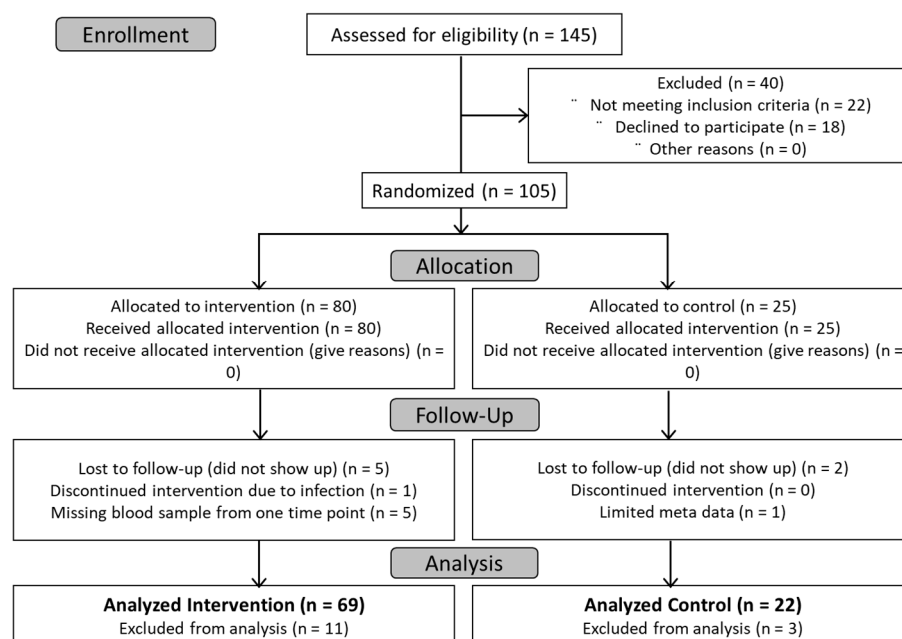 Enrollment
Assessed for eligibility (n = 145)
Excluded (n = 40)
¨ Not meeting inclusion criteria (n = 22)
¨ Declined to participate (n = 18)
¨ Other reasons (n = 0)
Randomized (n = 105)
Allocation
Allocated to intervention (n = 80)
Received allocated intervention (n = 80)
Did not receive allocated intervention (give reasons) (n =
0)
Allocated to control (n = 25)
Received allocated intervention (n = 25)
Did not receive allocated intervention (give reasons) (n =
0)
Follow-Up
Lost to follow-up (did not show up) (n = 5)
Discontinued intervention due to infection (n = 1)
Missing blood sample from one time point (n = 5)
Lost to follow-up (did not show up) (n = 2)
Discontinued intervention (n = 0)
Limited meta data (n = 1)
Analysis
Analyzed Intervention (n = 69)
Excluded from analysis (n = 11)
Analyzed Control (n = 22)
Excluded from analysis (n = 3)